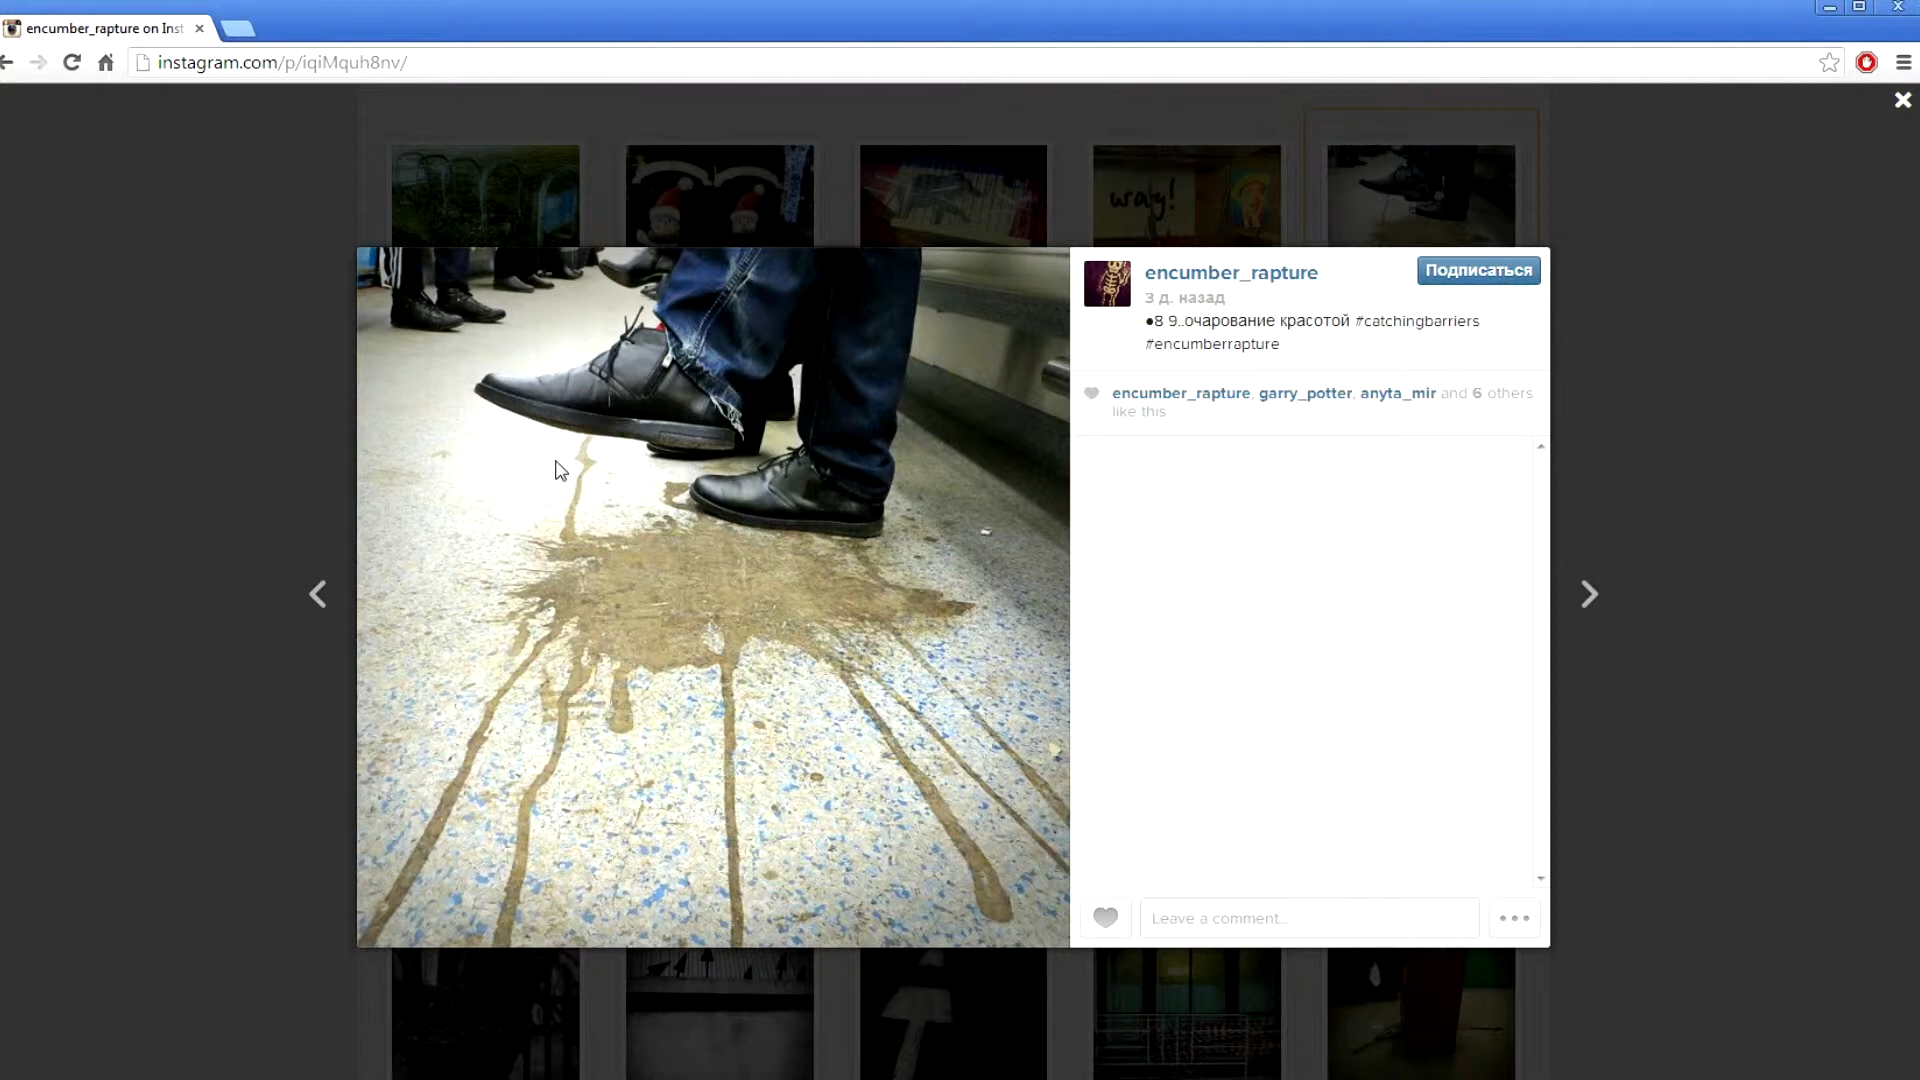 encumber_rapture on Inst
instagram.com/p/iqiMquh8nv/
way!
encumber_rapture
Подписаться
3 д. назад
●8 9..очарование красотой #catchingbarriers
#encumberrapture
encumber_rapture, garry_potter, anyta_mir and 6 others
like this.
Leave a comment...